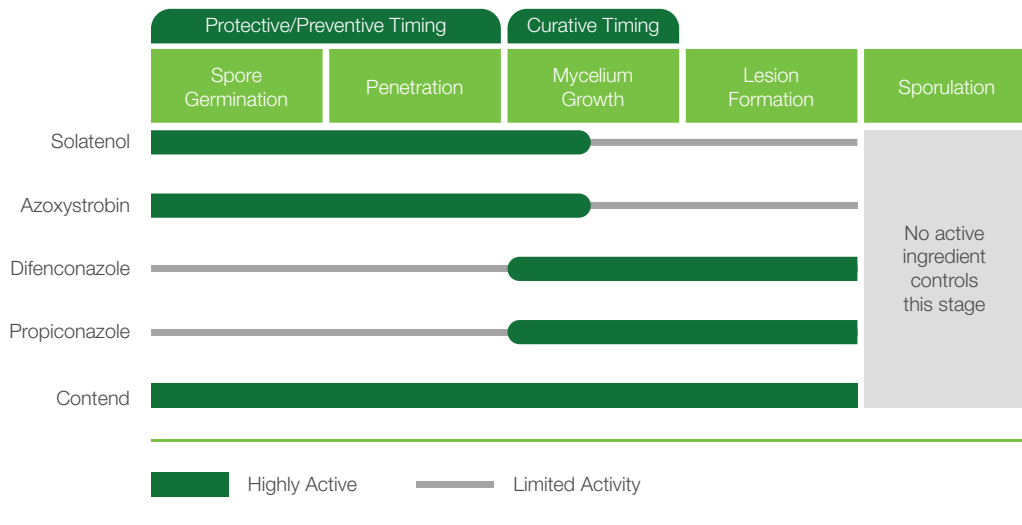 Protective/Preventive Timing
Curative Timing
Spore
Germination
Penetration
Mycelium
Growth
Lesion
Formation
Sporulation
Solatenol
Azoxystrobin
Difenconazole
Propiconazole
Contend
No active
ingredient
controls
this stage
Highly Active
Limited Activity